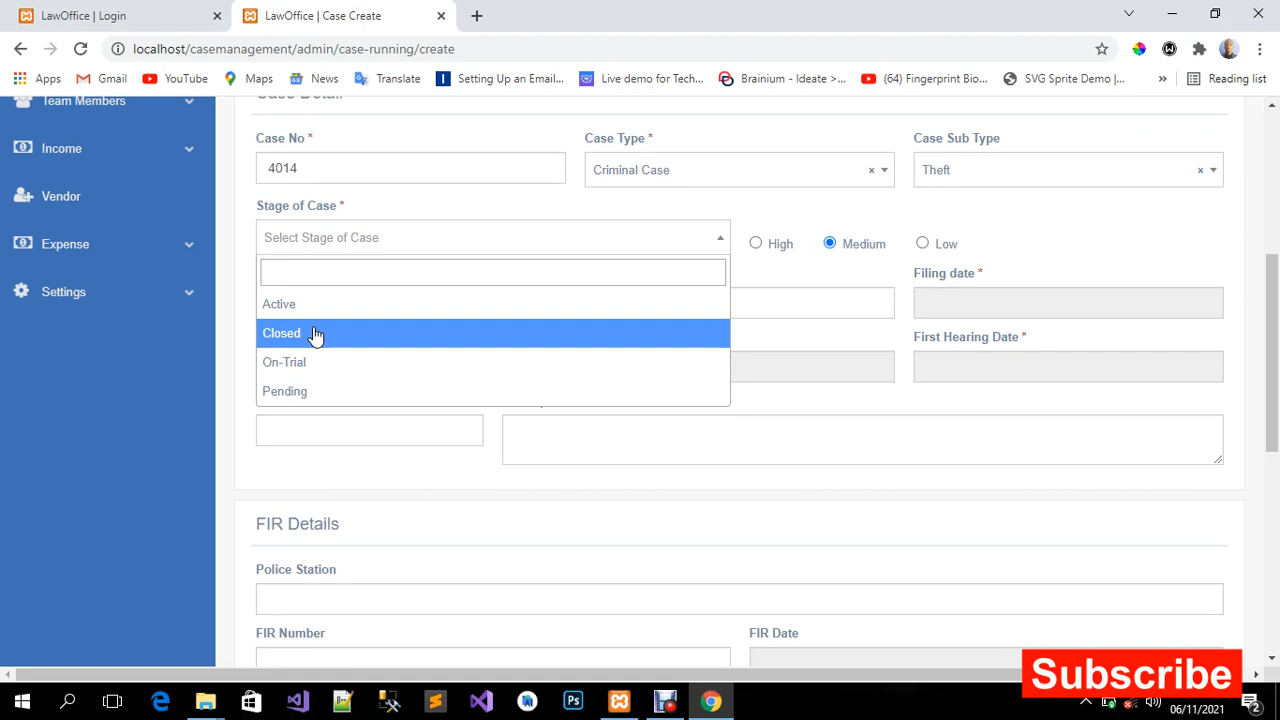 LawOffice | Login
LawOffice | Case Create
localhost/casemanagement/admin/case-running/create
Apps
Gmail
YouTube
Maps
News
Translate
Setting Up an Email...
Live demo for Tech...
Brainium - Ideate >...
(64) Fingerprint Bio...
SVG Sprite Demo |...
»
Reading list
Team Members
Income
Vendor
Expense
Settings
Case Detail
Case No *
Case Type *
Case Sub Type
4014
Criminal Case × 
Theft ×
Stage of Case *
Select Stage of Case
High
Medium
Low
Active
Closed
On-Trial
Pending
Filing date *
First Hearing Date *
FIR Details
Police Station
FIR Number
FIR Date
Subscribe
06/11/2021
2